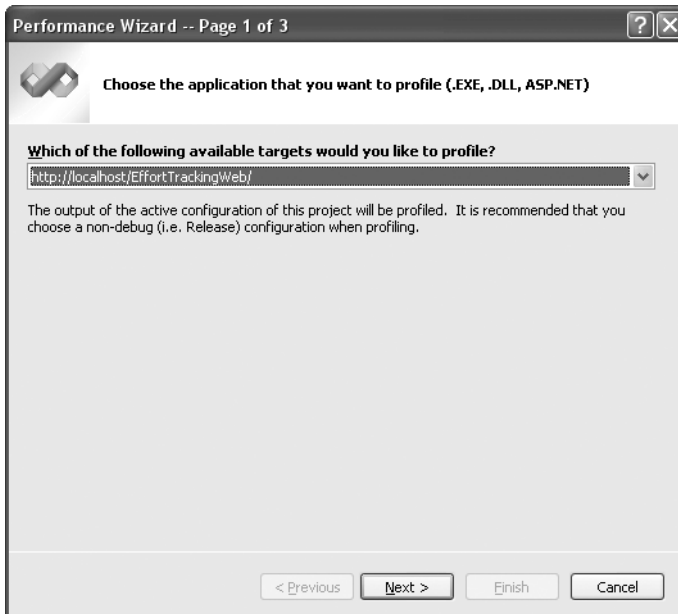 Performance Wizard -- Page 1 of 3
Choose the application that you want to profile (.EXE, .DLL, ASP.NET)
Which of the following available targets would you like to profile?
http://localhost/EffortTrackingWeb/
The output of the active configuration of this project will be profiled. It is recommended that you
choose a non-debug (i.e. Release) configuration when profiling.
< Previous Next > Finish Cancel